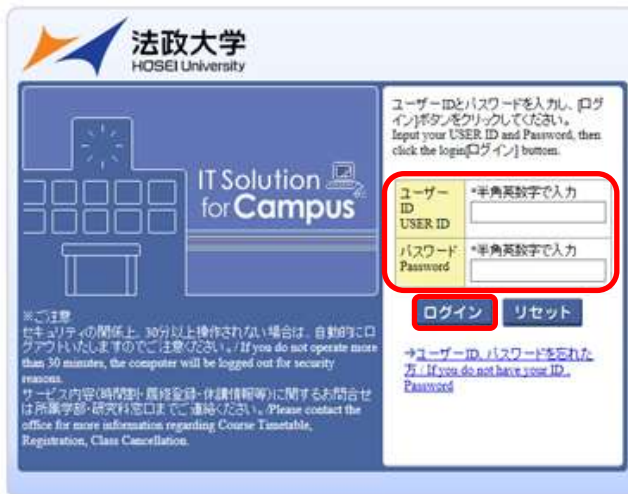 法政大学
HOSEI University
IT Solution
for Campus
※ご注意
セキュリティの関係上、30分以上操作されない場合は、自動的にロ
グアウトいたしますのでご注意ください。/If you do not operate more
than 30 minutes, the computer will be logged out for security
reasons.
サービス内容(時間割・履修登録・休講情報等)に関するお問合せ
は所属学部・研究科窓口までご連絡ください。/Please contact the
office for more information regarding Course Timetable,
Registration, Class Cancellation.
ユーザーIDとパスワードを入力し、[ログ
イン]ボタンをクリックしてください。
Input your USER ID and Password, then
click the login[ログイン] buttom.
ユーザー
ID
USER ID
*半角英数字で入力
パスワード
Password
*半角英数字で入力
ログイン
リセット
→ユーザーID、パスワードを忘れた
方 / If you do not have your ID ,
Password